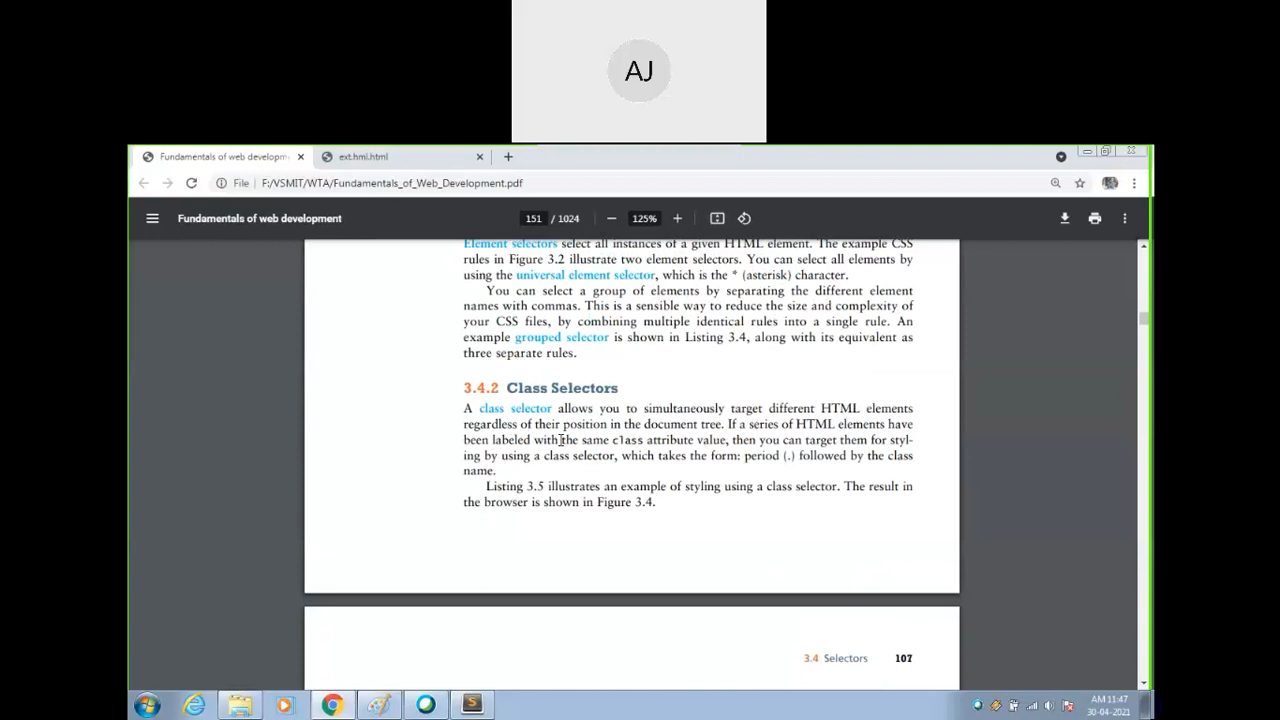 AJ
Fundamentals of web developm
ext.hml.html
File F:/VSMIT/WTA/Fundamentals_of_Web_Development.pdf
Fundamentals of web development
151 / 1024
125%
Element selectors select all instances of a given HTML element. The example CSS
rules in Figure 3.2 illustrate two element selectors. You can select all elements by
using the universal element selector, which is the * (asterisk) character.
You can select a group of elements by separating the different element
names with commas. This is a sensible way to reduce the size and complexity of
your CSS files, by combining multiple identical rules into a single rule. An
example grouped selector is shown in Listing 3.4, along with its equivalent as
three separate rules.
3.4.2 Class Selectors
A class selector allows you to simultaneously target different HTML elements
regardless of their position in the document tree. If a series of HTML elements have
been labeled with the same class attribute value, then you can target them for styl-
ing by using a class selector, which takes the form: period (.) followed by the class
name.
Listing 3.5 illustrates an example of styling using a class selector. The result in
the browser is shown in Figure 3.4.
3.4 Selectors 107
AM 11:47
30-04-2021